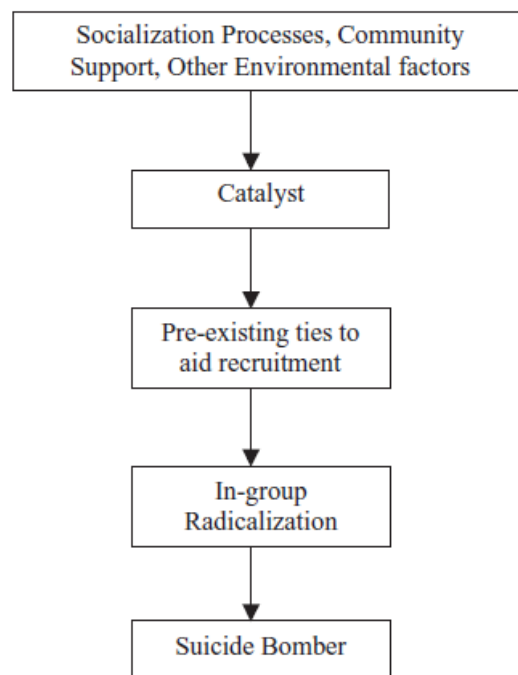 Socialization Processes, Community
Support, Other Environmental factors
Catalyst
Pre-existing ties to
aid recruitment
In-group
Radicalization
Suicide Bomber